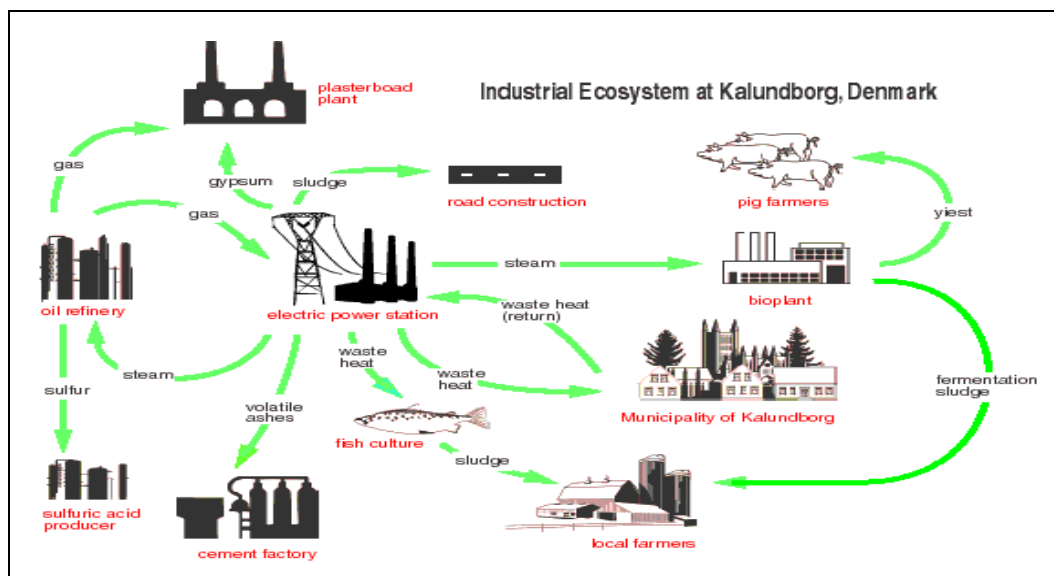 Industrial Ecosystem at Kalundborg, Denmark
plasterboad
plant
gas
gypsum
sludge
road construction
pig farmers
yiest
gas
oil refinery
electric power station
steam
bioplant
waste heat
(return)
steam
waste
heat
waste
heat
sulfur
volatile
ashes
fish culture
Municipality of Kalundborg
fermentation
sludge
sludge
sulfuric acid
producer
cement factory
local farmers